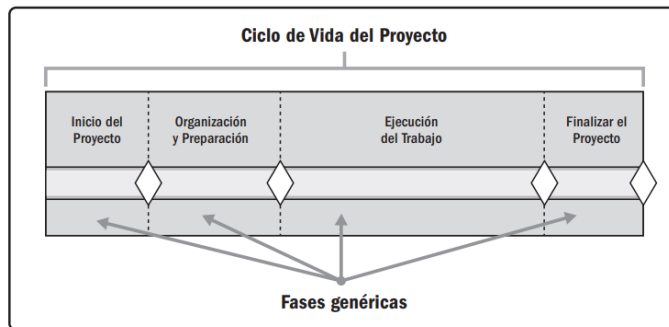 Ciclo de Vida del Proyecto
Inicio del
Proyecto
Organización
y Preparación
Ejecución
del Trabajo
Finalizar el
Proyecto
Fases genéricas